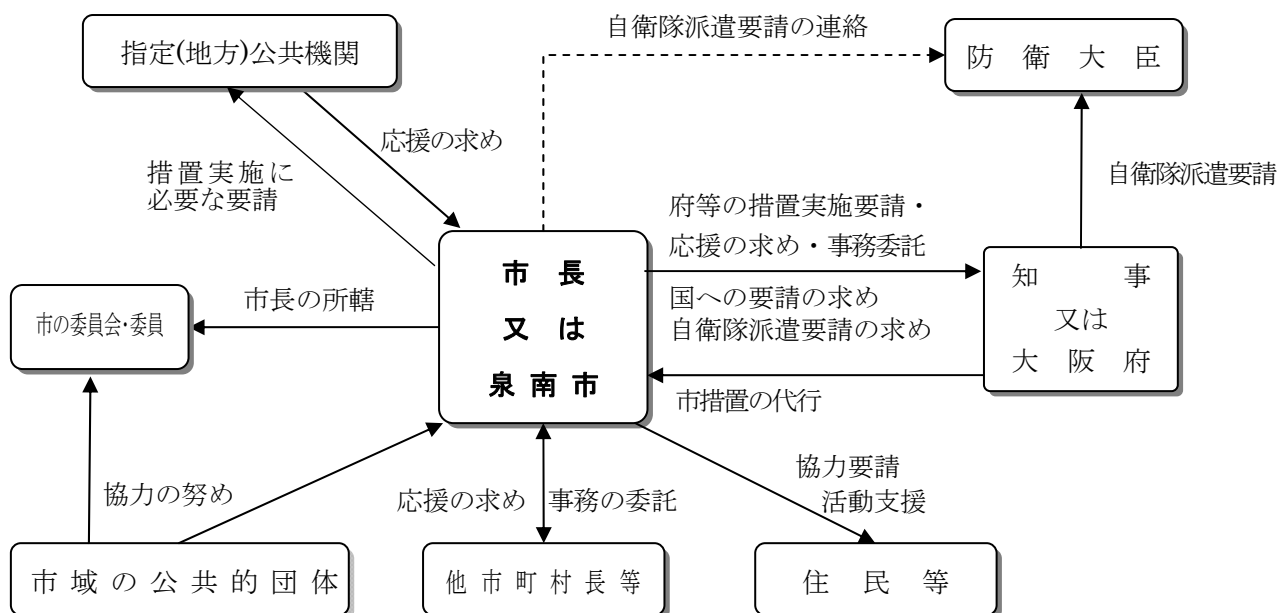 自衛隊派遣要請の連絡
指定(地方)公共機関
防衛大臣
応援の求め
措置実施に
必要な要請
自衛隊派遣要請
府等の措置実施要請・
応援の求め・事務委託
市長
又は
泉南市
知事
又は
大阪府
市長の所轄
国への要請の求め
自衛隊派遣要請の求め
市の委員会・委員
市措置の代行
協力の努め
応援の求め
事務の委託
協力要請
活動支援
市域の公共的団体
他市町村長等
住民等